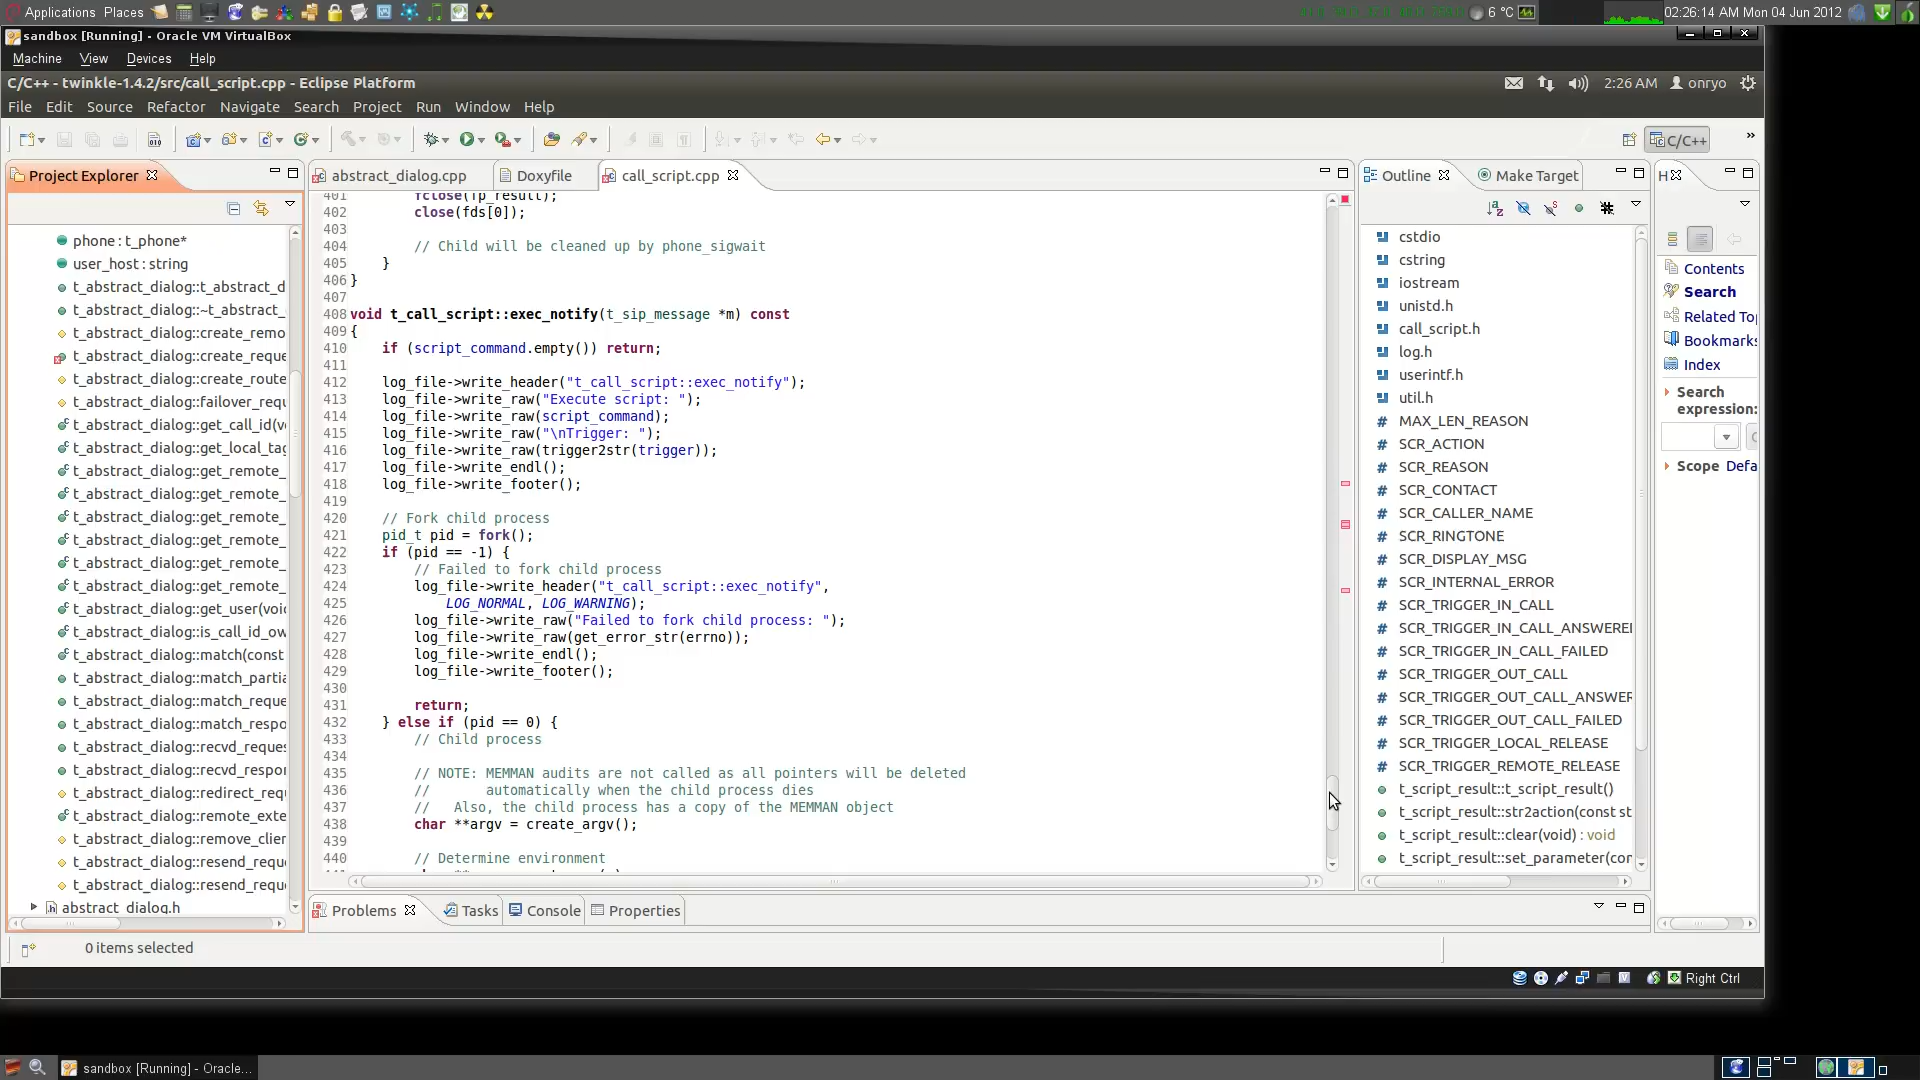 Applications Places
6 °C
02:26:14 AM Mon 04 Jun 2012
sandbox [Running] - Oracle VM VirtualBox
Machine View Devices Help
C/C++ - twinkle-1.4.2/src/call_script.cpp - Eclipse Platform
2:26 AM onryo
File Edit Source Refactor Navigate Search Project Run Window Help
C/C++
Project Explorer
phone : t_phone*
user_host : string
t_abstract_dialog::t_abstract_d
t_abstract_dialog::~t_abstract_
t_abstract_dialog::create_remo
t_abstract_dialog::create_reque
t_abstract_dialog::create_route
t_abstract_dialog::failover_requ
t_abstract_dialog::get_call_id(v
t_abstract_dialog::get_local_tag
t_abstract_dialog::get_remote_
t_abstract_dialog::get_remote_
t_abstract_dialog::get_remote_
t_abstract_dialog::get_remote_
t_abstract_dialog::get_remote_
t_abstract_dialog::get_remote_
t_abstract_dialog::get_user(voi
t_abstract_dialog::is_call_id_ow
t_abstract_dialog::match(const
t_abstract_dialog::match_partia
t_abstract_dialog::match_reque
t_abstract_dialog::match_respo
t_abstract_dialog::recvd_reques
t_abstract_dialog::recvd_respor
t_abstract_dialog::redirect_requ
t_abstract_dialog::remote_exte
t_abstract_dialog::remove_clien
t_abstract_dialog::resend_requ
t_abstract_dialog::resend_requ
abstract_dialog.h
0 items selected
abstract_dialog.cpp Doxyfile call_script.cpp
401 fclose(fp_result);
402 close(fds[0]);
403
404 // Child will be cleaned up by phone_sigwait
405 }
406 }
407
408 void t_call_script::exec_notify(t_sip_message *m) const
409 {
410 if (script_command.empty()) return;
411
412 log_file->write_header("t_call_script::exec_notify");
413 log_file->write_raw("Execute script: ");
414 log_file->write_raw(script_command);
415 log_file->write_raw("\nTrigger: ");
416 log_file->write_raw(trigger2str(trigger));
417 log_file->write_endl();
418 log_file->write_footer();
419
420 // Fork child process
421 pid_t pid = fork();
422 if (pid == -1) {
423 // Failed to fork child process
424 log_file->write_header("t_call_script::exec_notify",
425 LOG_NORMAL, LOG_WARNING);
426 log_file->write_raw("Failed to fork child process: ");
427 log_file->write_raw(get_error_str(errno));
428 log_file->write_endl();
429 log_file->write_footer();
430
431 return;
432 } else if (pid == 0) {
433 // Child process
434
435 // NOTE: MEMMAN audits are not called as all pointers will be deleted
436 // automatically when the child process dies
437 // Also, the child process has a copy of the MEMMAN object
438 char **argv = create_argv();
439
440 // Determine environment
Problems Tasks Console Properties
Outline Make Target
cstdio
cstring
iostream
unistd.h
call_script.h
log.h
userintf.h
util.h
MAX_LEN_REASON
SCR_ACTION
SCR_REASON
SCR_CONTACT
SCR_CALLER_NAME
SCR_RINGTONE
SCR_DISPLAY_MSG
SCR_INTERNAL_ERROR
SCR_TRIGGER_IN_CALL
SCR_TRIGGER_IN_CALL_ANSWEREI
SCR_TRIGGER_IN_CALL_FAILED
SCR_TRIGGER_OUT_CALL
SCR_TRIGGER_OUT_CALL_ANSWER
SCR_TRIGGER_OUT_CALL_FAILED
SCR_TRIGGER_LOCAL_RELEASE
SCR_TRIGGER_REMOTE_RELEASE
t_script_result::t_script_result()
t_script_result::str2action(const st
t_script_result::clear(void) : void
t_script_result::set_parameter(cor
H
Contents
Search
Related To
Bookmarks
Index
Search
expression:
Scope Defa
Right Ctrl
sandbox [Running] - Oracle...